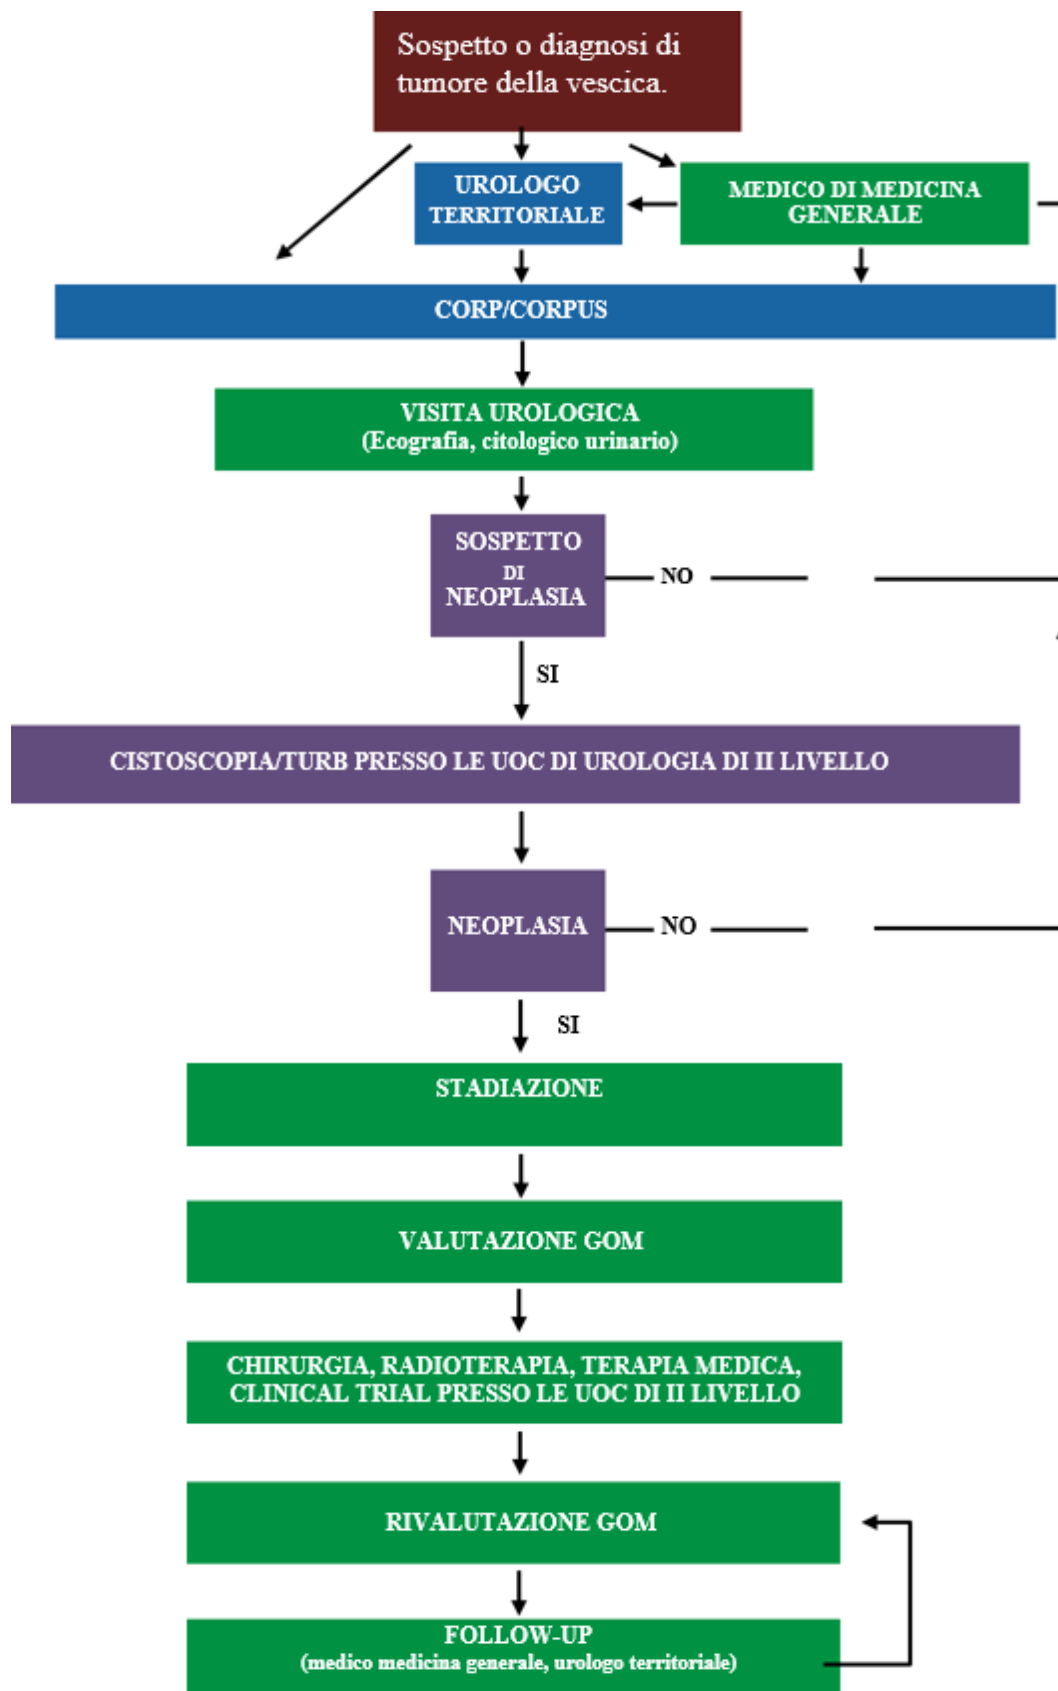 Sospetto o diagnosi di
tumore della vescica.
UROLOGO
TERRITORIALE
MEDICO DI MEDICINA
GENERALE
CORP/CORPUS
VISITA UROLOGICA
(Ecografia, citologico urinario)
SOSPETTO
DI
NEOPLASIA
NO
SI
CISTOSCOPIA/TURB PRESSO LE UOC DI UROLOGIA DI II LIVELLO
NEOPLASIA
NO
SI
STADIAZIONE
VALUTAZIONE GOM
CHIRURGIA, RADIOTERAPIA, TERAPIA MEDICA,
CLINICAL TRIAL PRESSO LE UOC DI II LIVELLO
RIVALUTAZIONE GOM
FOLLOW-UP
(medico medicina generale, urologo territoriale)